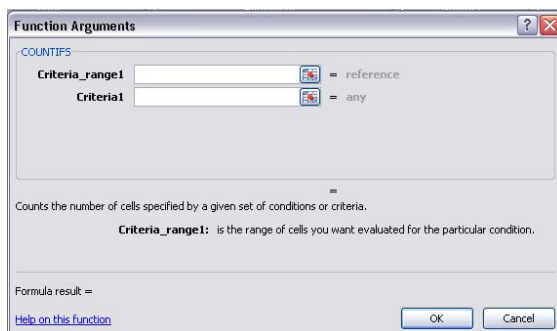 Function Arguments
COUNTIFS
Criteria_range1 = reference
Criteria1 = any
=
Counts the number of cells specified by a given set of conditions or criteria.
Criteria_range1: is the range of cells you want evaluated for the particular condition.
Formula result =
Help on this function OK Cancel